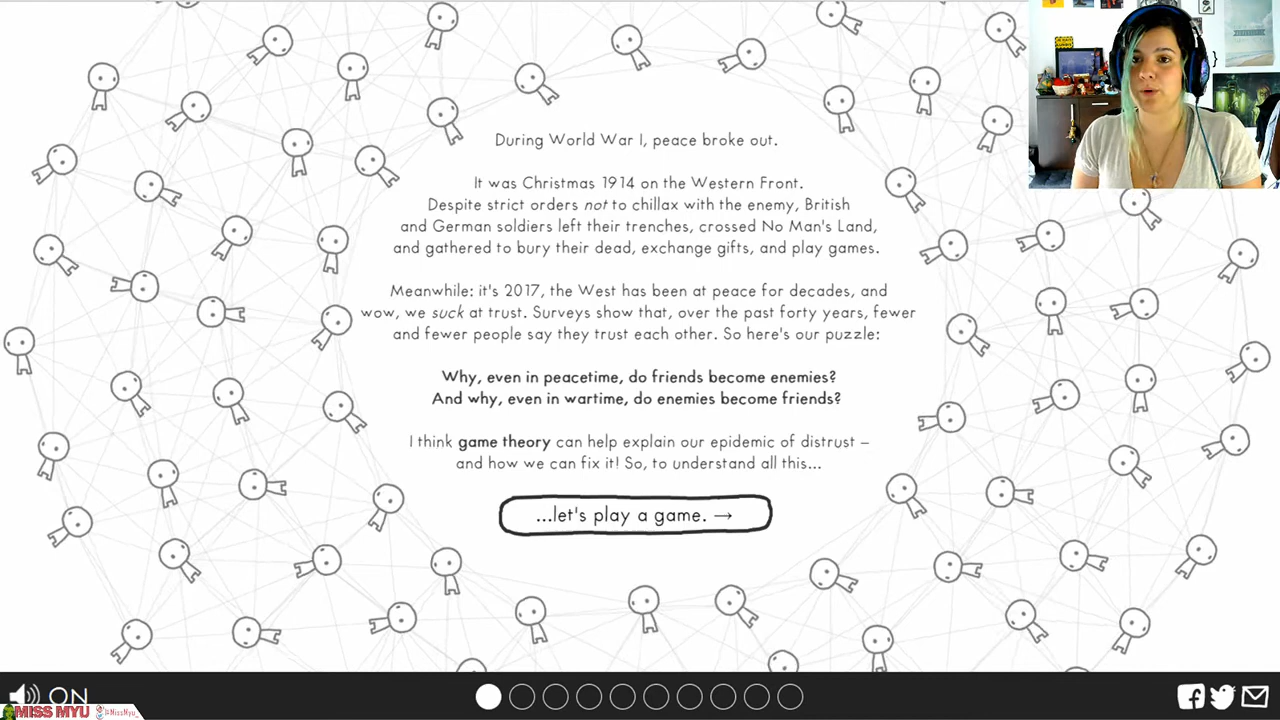 During World War I, peace broke out.
It was Christmas 1914 on the Western Front.
Despite strict orders not to chillax with the enemy, British
and German soldiers left their trenches, crossed No Man's Land,
and gathered to bury their dead, exchange gifts, and play games.
Meanwhile: it's 2017, the West has been at peace for decades, and
wow, we suck at trust. Surveys show that, over the past forty years, fewer
and fewer people say they trust each other. So here's our puzzle:
Why, even in peacetime, do friends become enemies?
And why, even in wartime, do enemies become friends?
I think game theory can help explain our epidemic of distrust –
and how we can fix it! So, to understand all this...
...let's play a game. →
ON
MISS MYU
@MissMyu_